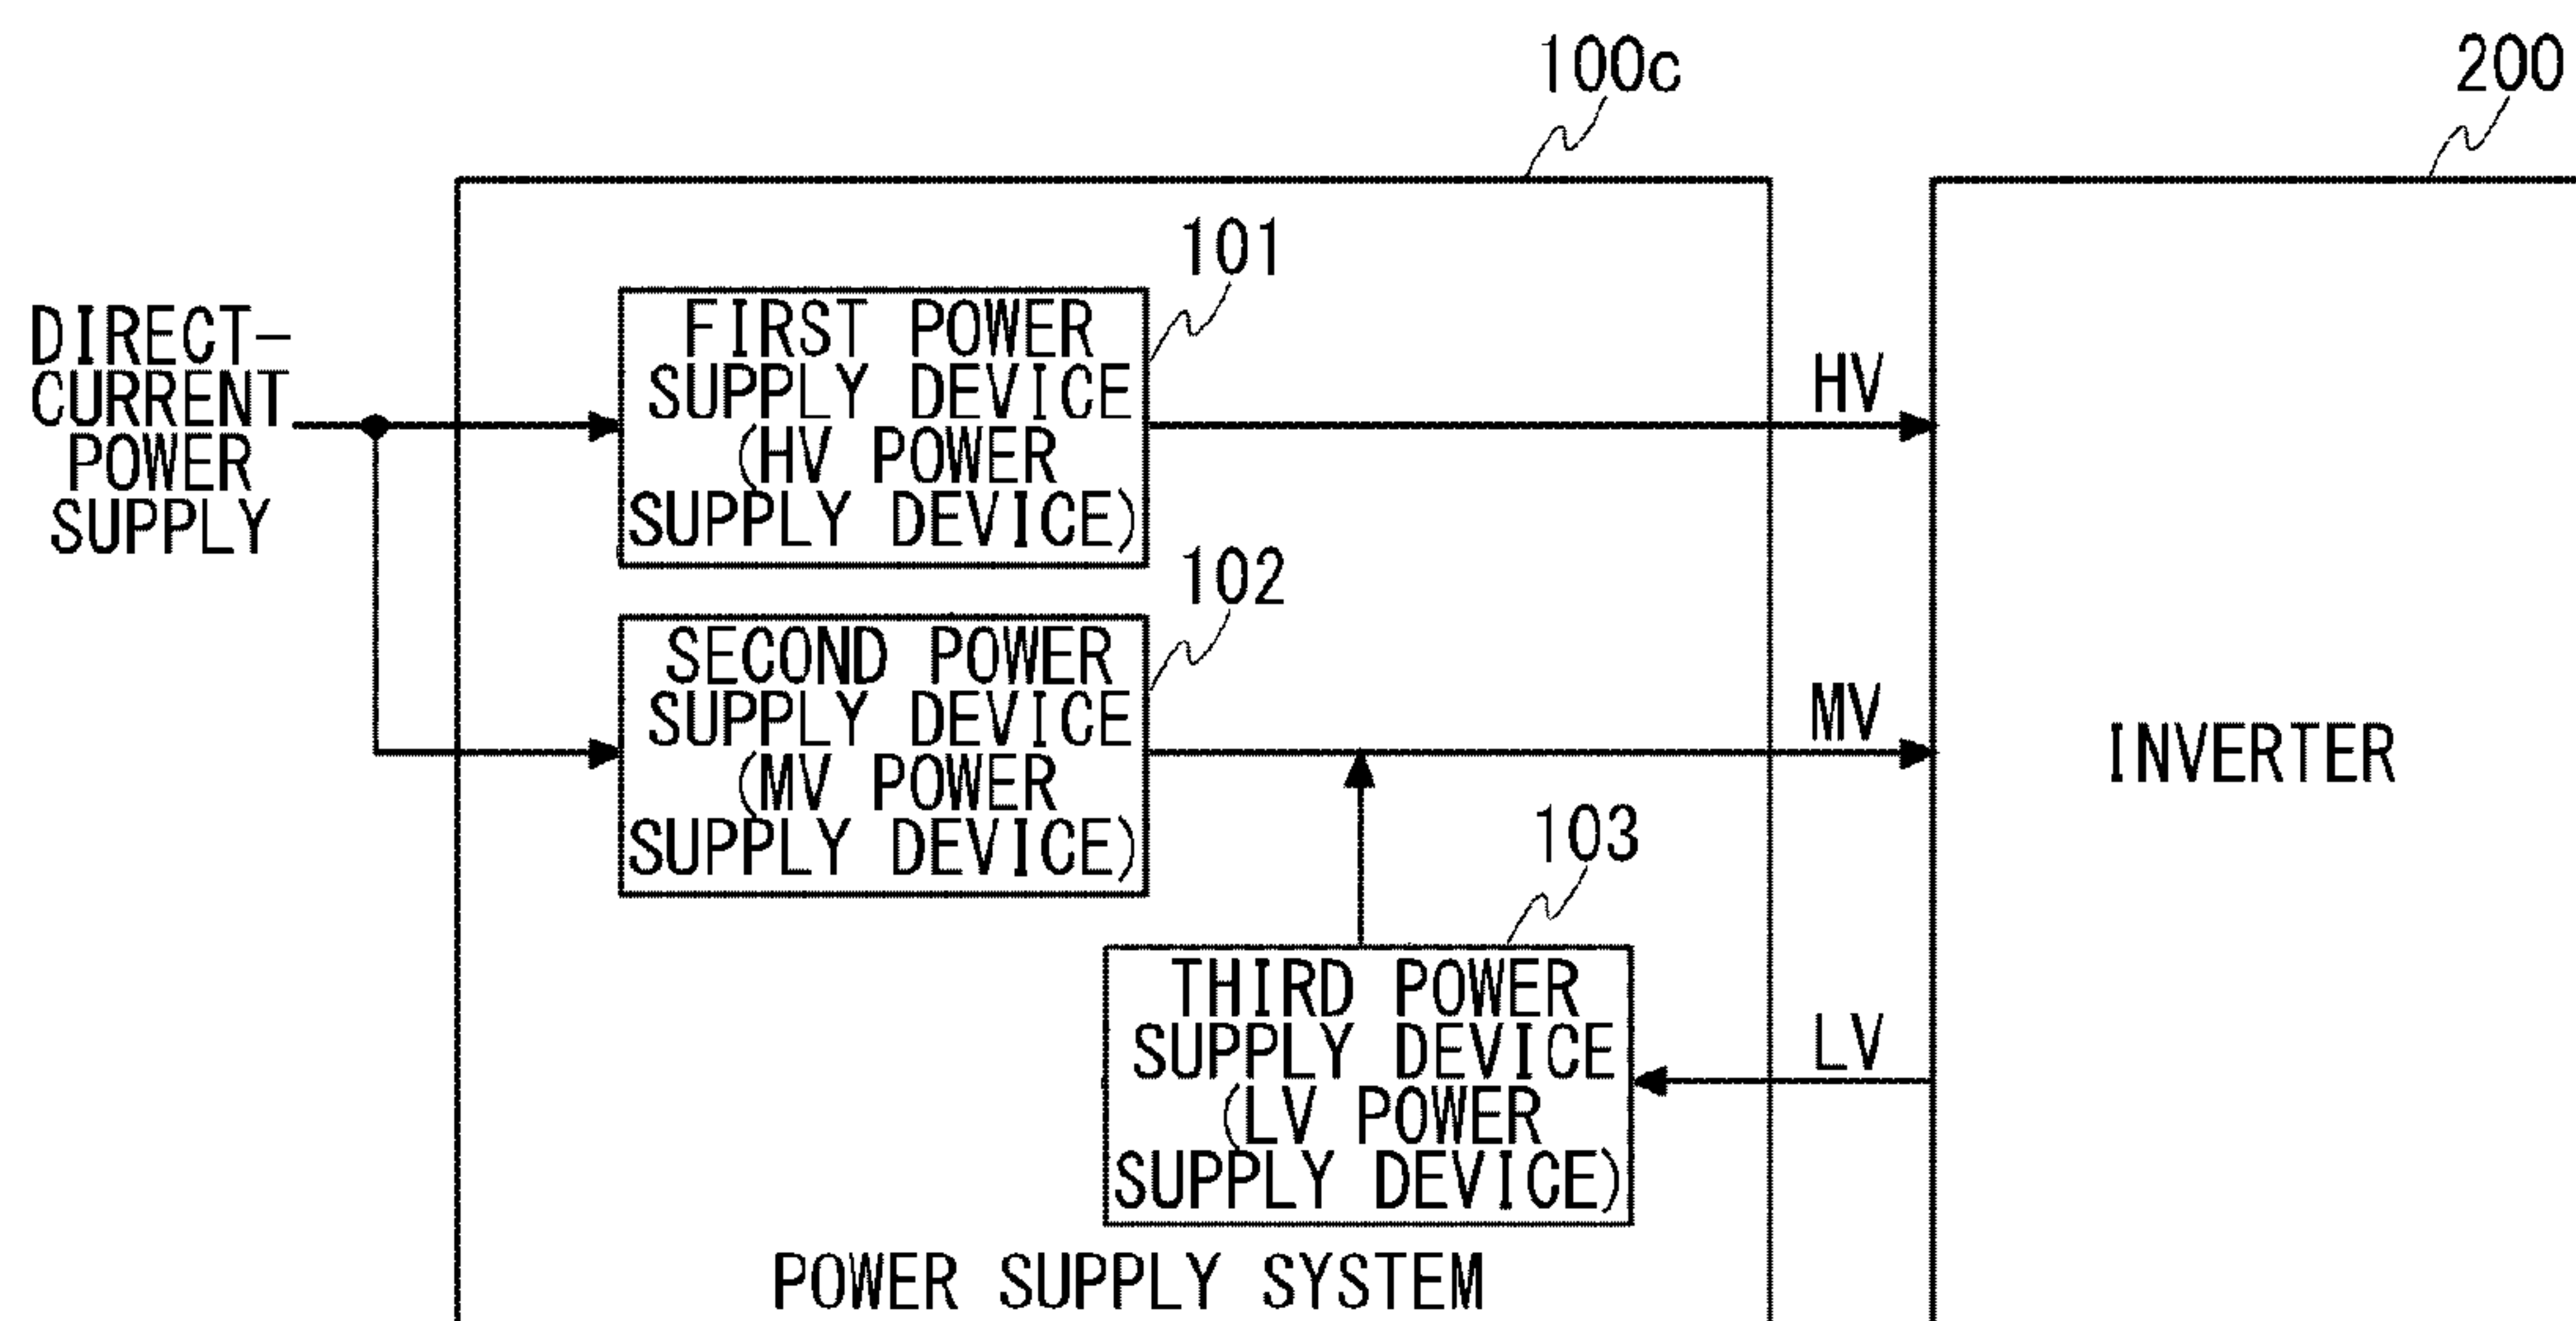 100c
200
101
DIRECT-
CURRENT
POWER
SUPPLY
FIRST POWER
SUPPLY DEVICE
(HV POWER
SUPPLY DEVICE)
HV
102
SECOND POWER
SUPPLY DEVICE
(MV POWER
SUPPLY DEVICE)
MV
INVERTER
103
THIRD POWER
SUPPLY DEVICE
(LV POWER
SUPPLY DEVICE)
LV
POWER SUPPLY SYSTEM